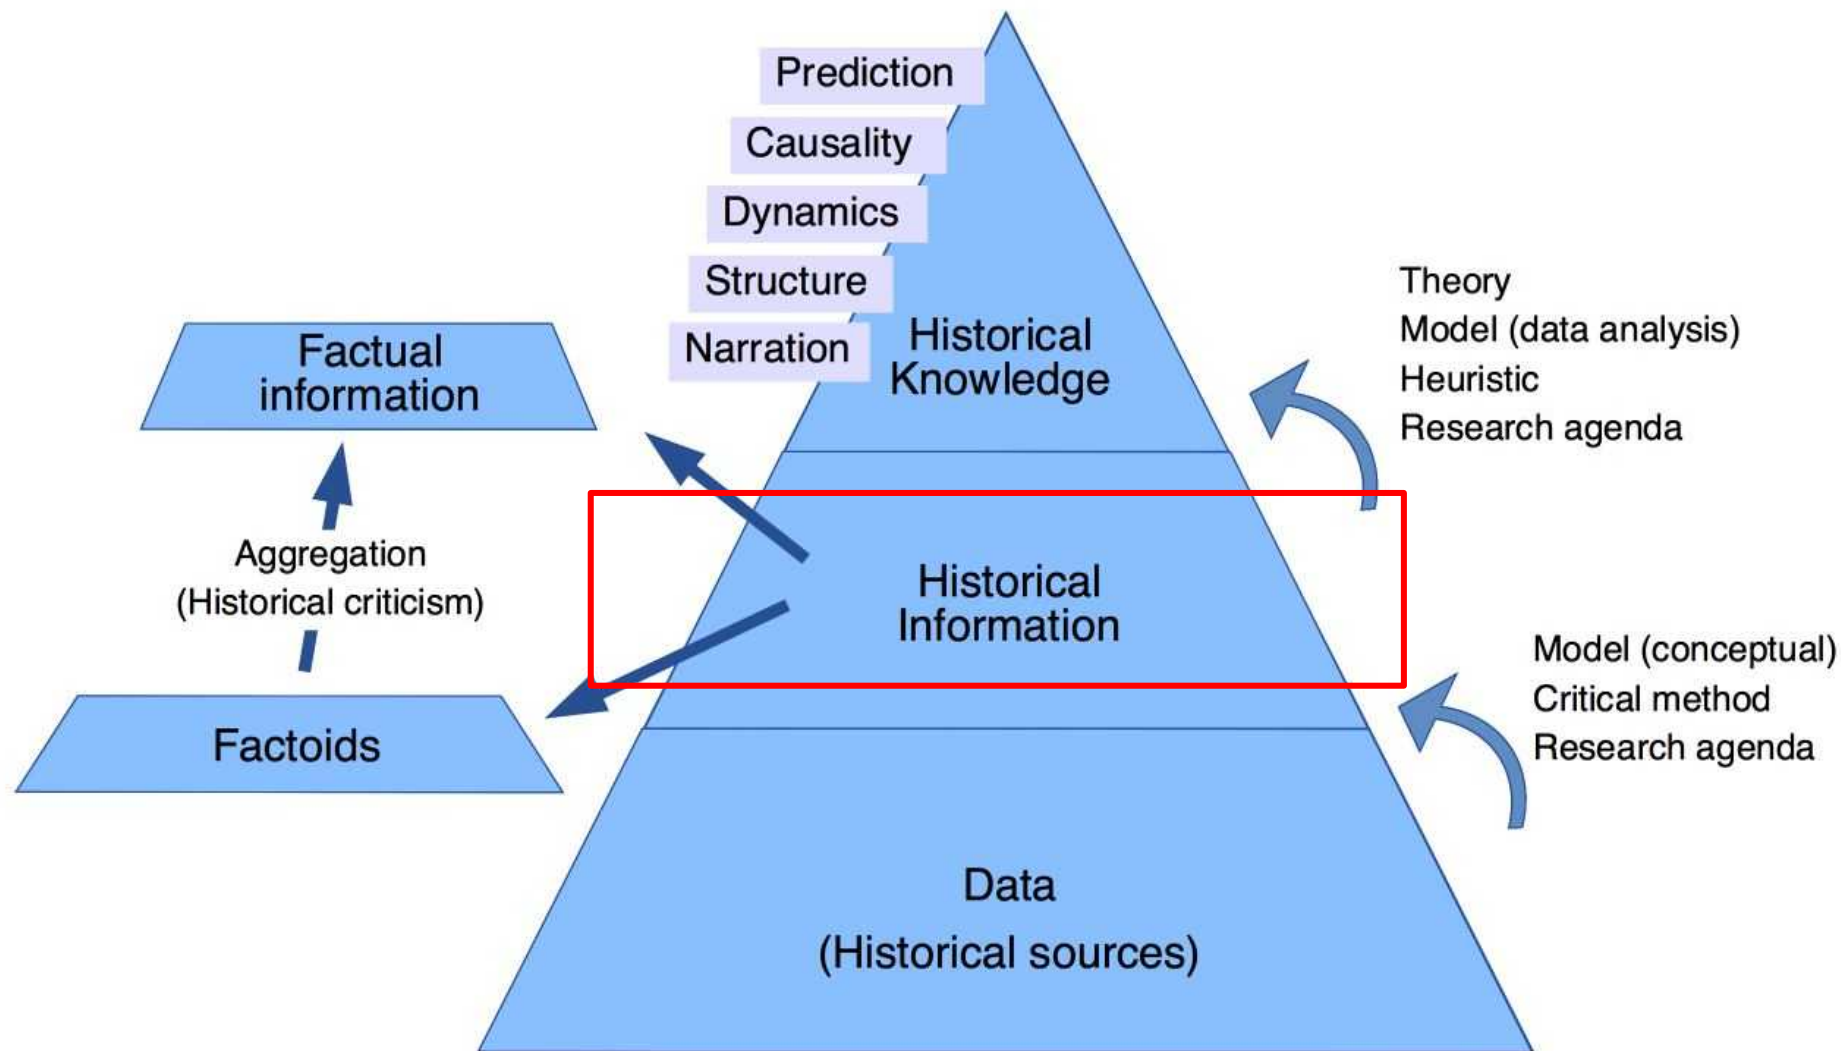 Prediction
Causality
Dynamics
Structure
Narration
Historical
Knowledge
Theory
Model (data analysis)
Heuristic
Research agenda
Factual
information
Aggregation
(Historical criticism)
Factoids
Historical
Information
Model (conceptual)
Critical method
Research agenda
Data
(Historical sources)